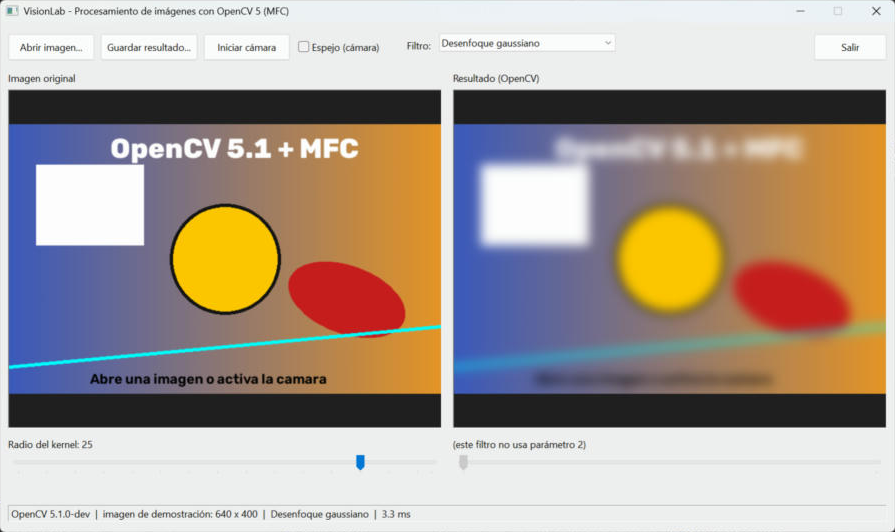 VisionLab - Procesamiento de imágenes con OpenCV 5 (MFC)
Abrir imagen... Guardar resultado... Iniciar cámara Espejo (cámara) Filtro: Desenfoque gaussiano Salir
Imagen original Resultado (OpenCV)
OpenCV 5.1 + MFC OpenCV 5.1 + MFC
Abre una imagen o activa la camara
Radio del kernel: 25 (este filtro no usa parámetro 2)
OpenCV 5.1.0-dev | imagen de demostración: 640 x 400 | Desenfoque gaussiano | 3.3 ms